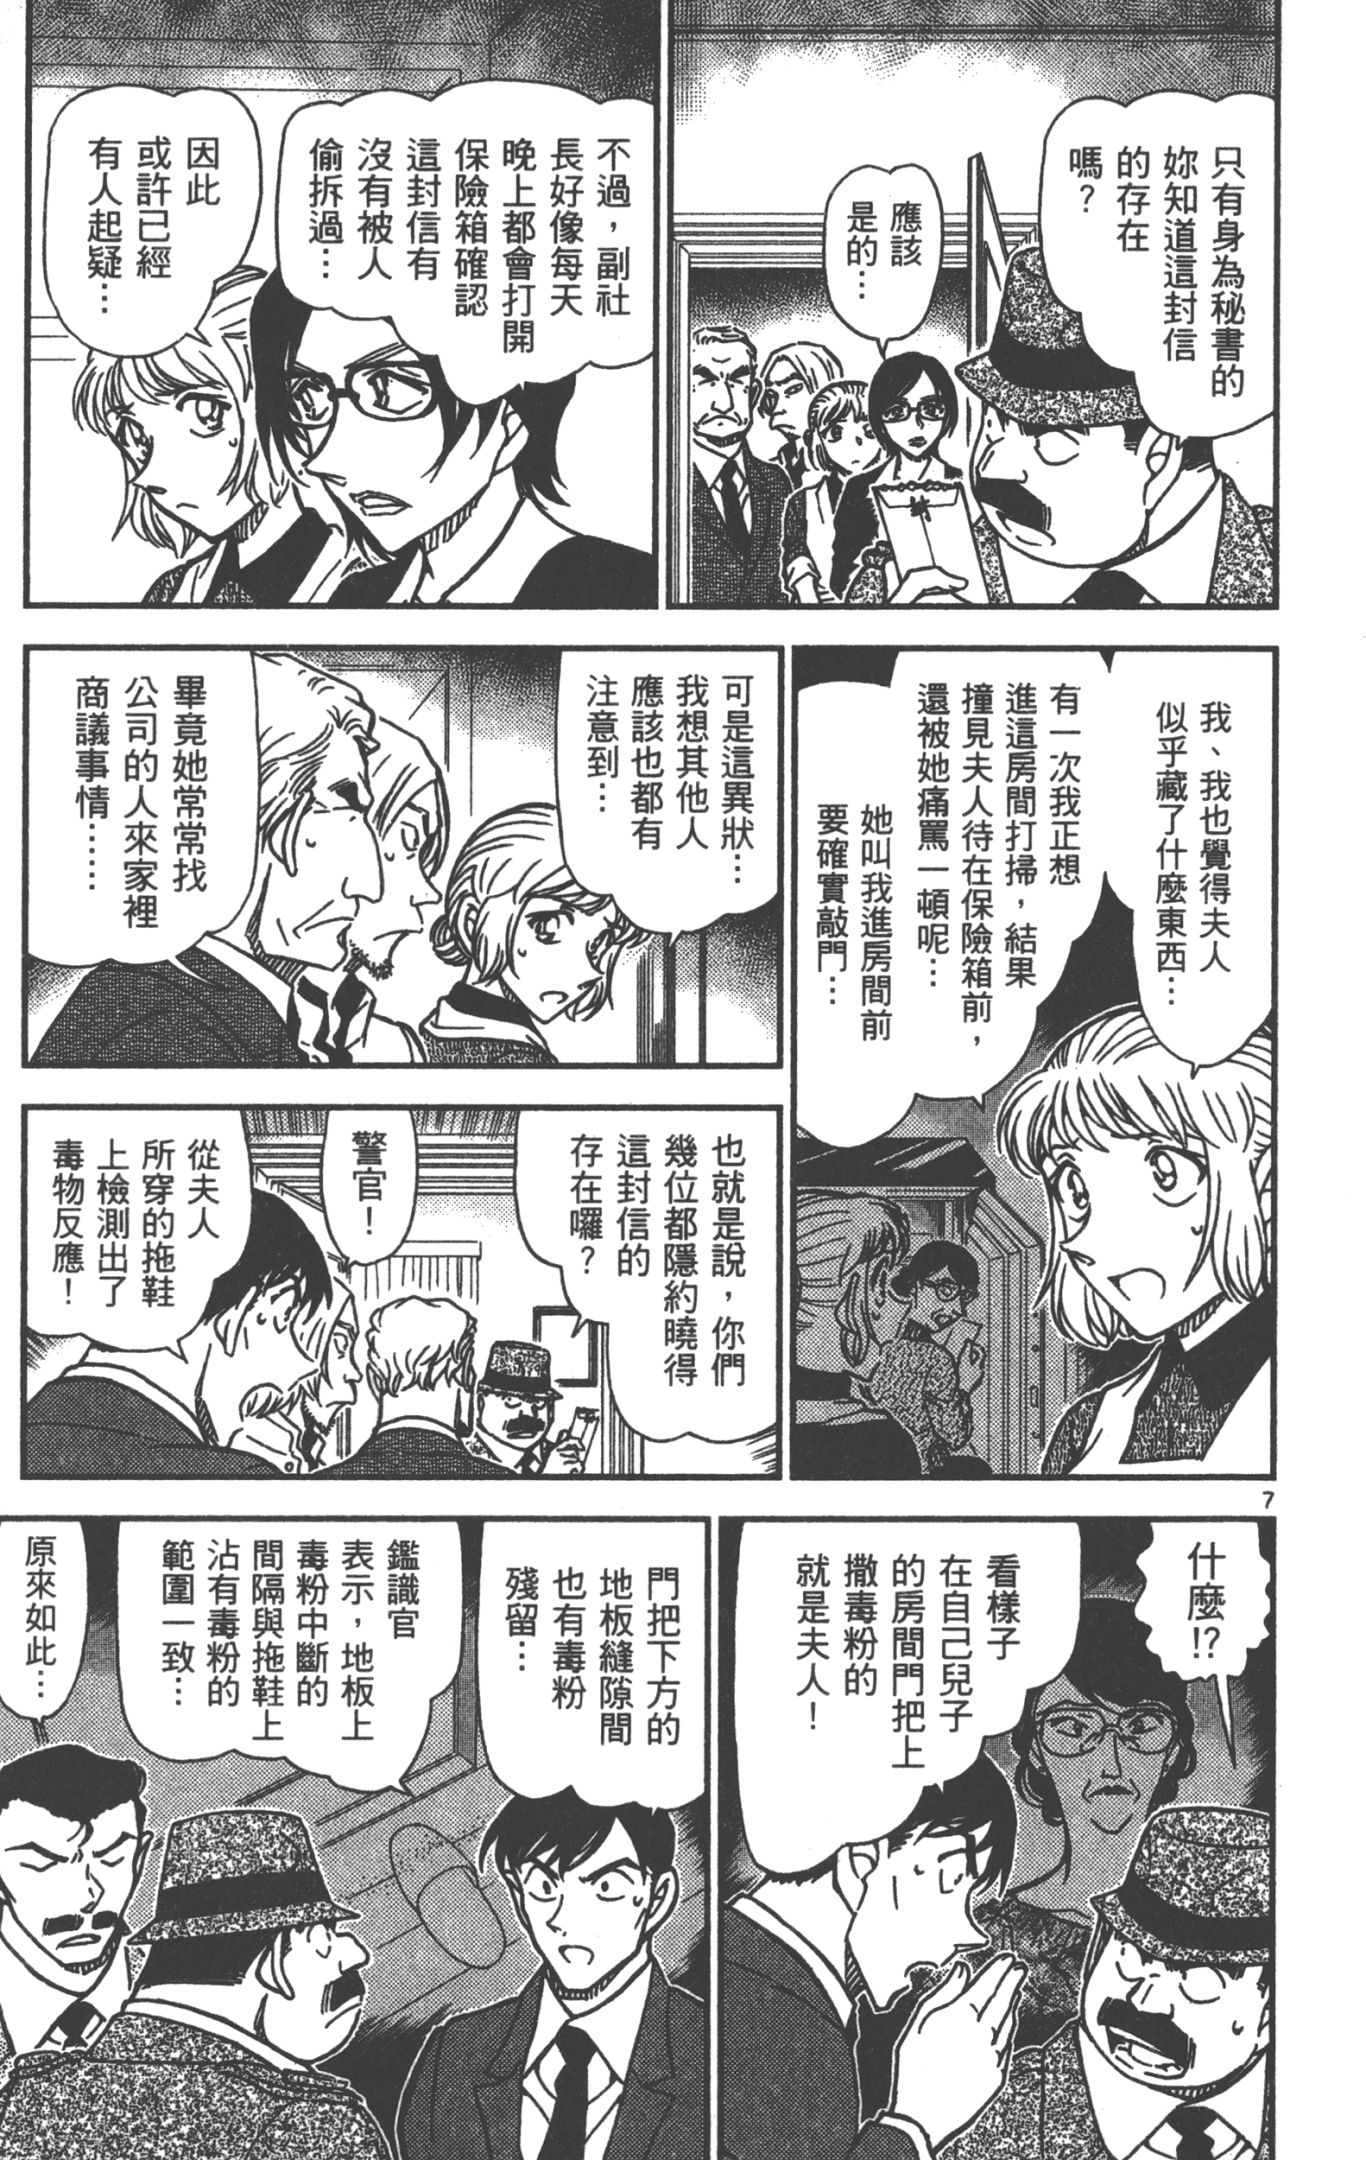 只有身為秘書的
妳知道這封信
的存在
嗎？
應該
是的…
不過，副社
長好像每天
晚上都會打開
保險箱確認
這封信有
沒有被人
偷拆過…
因此
或許已經
有人起疑…
我、我也覺得夫人
似乎藏了什麼東西…
有一次我正想
進這房間打掃，結果
撞見夫人待在保險箱前，
還被她痛罵一頓呢…
她叫我進房間前
要確實敲門…
可是這異狀…
我想其他人
應該也都有
注意到…
畢竟她常常找
公司的人來家裡
商議事情……
也就是說，你們
幾位都隱約曉得
這封信的
存在囉？
警官！
從夫人
所穿的拖鞋
上檢測出了
毒物反應！
7
什麼!?
看樣子
在自己兒子
的房間門把上
撒毒粉的
就是夫人！
門把下方的
地板縫隙間
也有毒粉
殘留…
鑑識官
表示，地板上
毒粉中斷的
間隔與拖鞋上
沾有毒粉的
範圍一致…
原來如此…